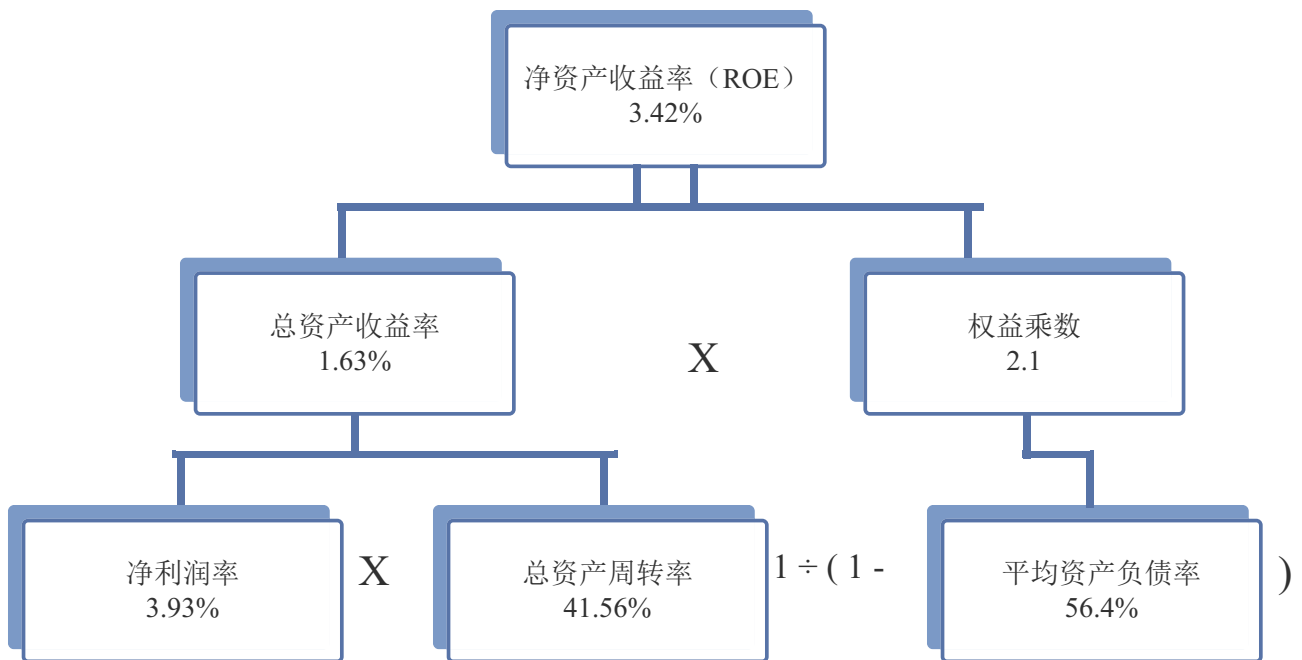 净资产收益率（ROE）
3.42%
总资产收益率
1.63%
X
权益乘数
2.1
净利润率
3.93%
X
总资产周转率
41.56%
1 ÷ ( 1 -
平均资产负债率
56.4%
)